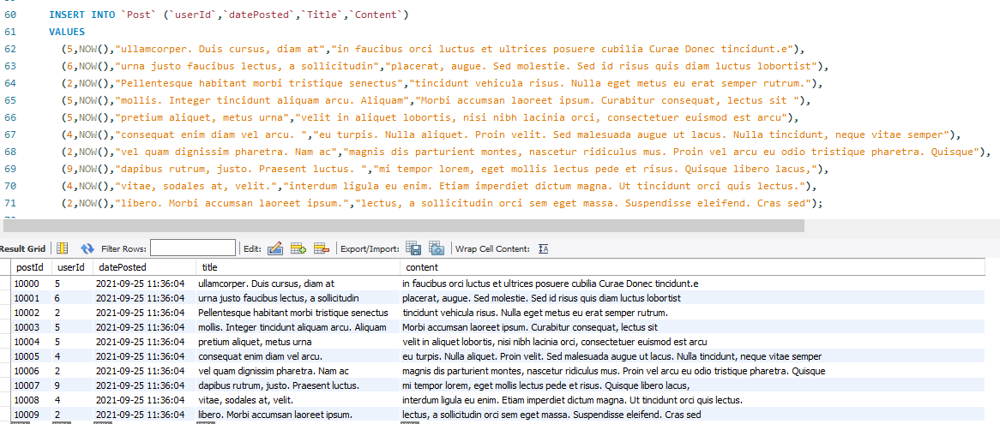 60 INSERT INTO `Post` (`userId`,`datePosted`,`Title`,`Content`)
61 VALUES
62 (5,NOW(),"ullamcorper. Duis cursus, diam at","in faucibus orci luctus et ultrices posuere cubilia Curae Donec tincidunt.e"),
63 (6,NOW(),"urna justo faucibus lectus, a sollicitudin","placerat, augue. Sed molestie. Sed id risus quis diam luctus lobortist"),
64 (2,NOW(),"Pellentesque habitant morbi tristique senectus","tincidunt vehicula risus. Nulla eget metus eu erat semper rutrum."),
65 (5,NOW(),"mollis. Integer tincidunt aliquam arcu. Aliquam","Morbi accumsan laoreet ipsum. Curabitur consequat, lectus sit "),
66 (5,NOW(),"pretium aliquet, metus urna","velit in aliquet lobortis, nisi nibh lacinia orci, consectetuer euismod est arcu"),
67 (4,NOW(),"consequat enim diam vel arcu. ","eu turpis. Nulla aliquet. Proin velit. Sed malesuada augue ut lacus. Nulla tincidunt, neque vitae semper"),
68 (2,NOW(),"vel quam dignissim pharetra. Nam ac","magnis dis parturient montes, nascetur ridiculus mus. Proin vel arcu eu odio tristique pharetra. Quisque"),
69 (9,NOW(),"dapibus rutrum, justo. Praesent luctus. ","mi tempor lorem, eget mollis lectus pede et risus. Quisque libero lacus,"),
70 (4,NOW(),"vitae, sodales at, velit.","interdum ligula eu enim. Etiam imperdiet dictum magna. Ut tincidunt orci quis lectus."),
71 (2,NOW(),"libero. Morbi accumsan laoreet ipsum.","lectus, a sollicitudin orci sem eget massa. Suspendisse eleifend. Cras sed");
Result Grid Filter Rows: Edit: Export/Import: Wrap Cell Content: IA
postId userId datePosted title content
10000 5 2021-09-25 11:36:04 ullamcorper. Duis cursus, diam at in faucibus orci luctus et ultrices posuere cubilia Curae Donec tincidunt.e
10001 6 2021-09-25 11:36:04 urna justo faucibus lectus, a sollicitudin placerat, augue. Sed molestie. Sed id risus quis diam luctus lobortist
10002 2 2021-09-25 11:36:04 Pellentesque habitant morbi tristique senectus tincidunt vehicula risus. Nulla eget metus eu erat semper rutrum.
10003 5 2021-09-25 11:36:04 mollis. Integer tincidunt aliquam arcu. Aliquam Morbi accumsan laoreet ipsum. Curabitur consequat, lectus sit
10004 5 2021-09-25 11:36:04 pretium aliquet, metus urna velit in aliquet lobortis, nisi nibh lacinia orci, consectetuer euismod est arcu
10005 4 2021-09-25 11:36:04 consequat enim diam vel arcu. eu turpis. Nulla aliquet. Proin velit. Sed malesuada augue ut lacus. Nulla tincidunt, neque vitae semper
10006 2 2021-09-25 11:36:04 vel quam dignissim pharetra. Nam ac magnis dis parturient montes, nascetur ridiculus mus. Proin vel arcu eu odio tristique pharetra. Quisque
10007 9 2021-09-25 11:36:04 dapibus rutrum, justo. Praesent luctus. mi tempor lorem, eget mollis lectus pede et risus. Quisque libero lacus,
10008 4 2021-09-25 11:36:04 vitae, sodales at, velit. interdum ligula eu enim. Etiam imperdiet dictum magna. Ut tincidunt orci quis lectus.
10009 2 2021-09-25 11:36:04 libero. Morbi accumsan laoreet ipsum. lectus, a sollicitudin orci sem eget massa. Suspendisse eleifend. Cras sed